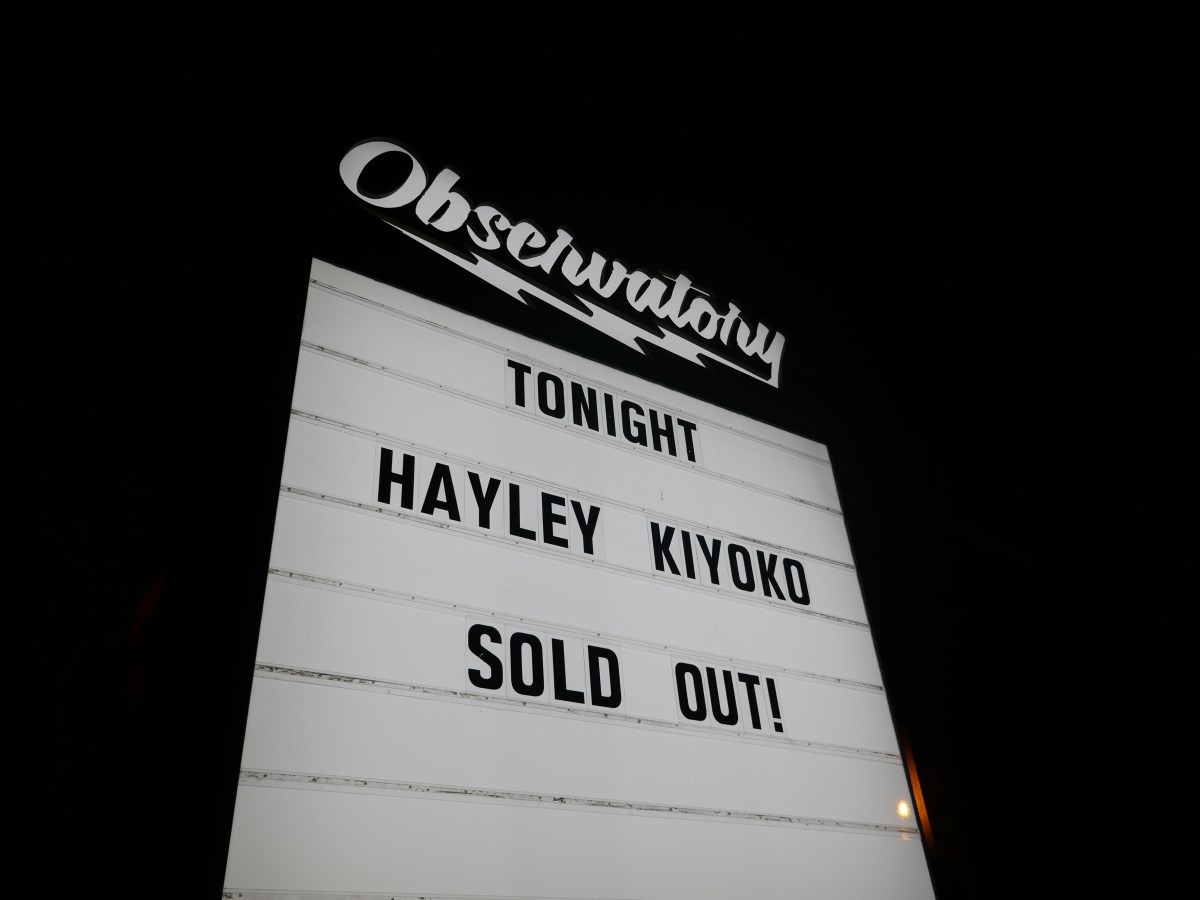 Observatory
TONIGHT
HAYLEY KIYOKO
SOLD OUT!